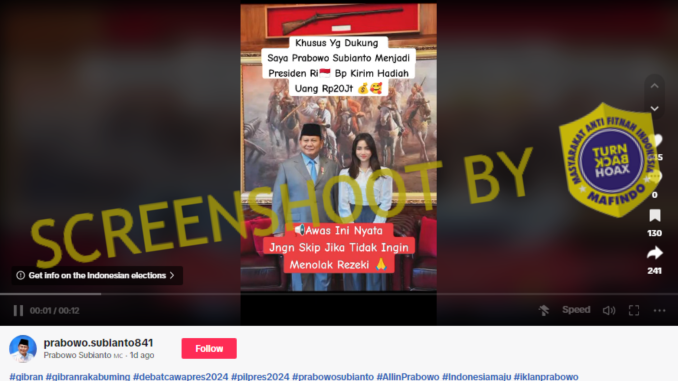 Khusus Yg Dukung
Saya Prabowo Subianto Menjadi
Presiden Ri🇮🇩 Bp Kirim Hadiah
Uang Rp20Jt 💰🥰
SCREENSHOOT BY
MASYARAKAT ANTI FITNAH INDONESIA
TURN
BACK
HOAX
MAFINDO
📢Awas Ini Nyata
Jngn Skip Jika Tidak Ingin
Menolak Rezeki 🙏
0
130
241
Get info on the Indonesian elections
00:01 / 00:12
Speed
prabowo.subianto841
Prabowo Subianto MC · 1d ago
Follow
#gibran #gibranrakabuming #debatcawapres2024 #pilpres2024 #prabowosubianto #AllinPrabowo #Indonesiamaju #iklanprabowo